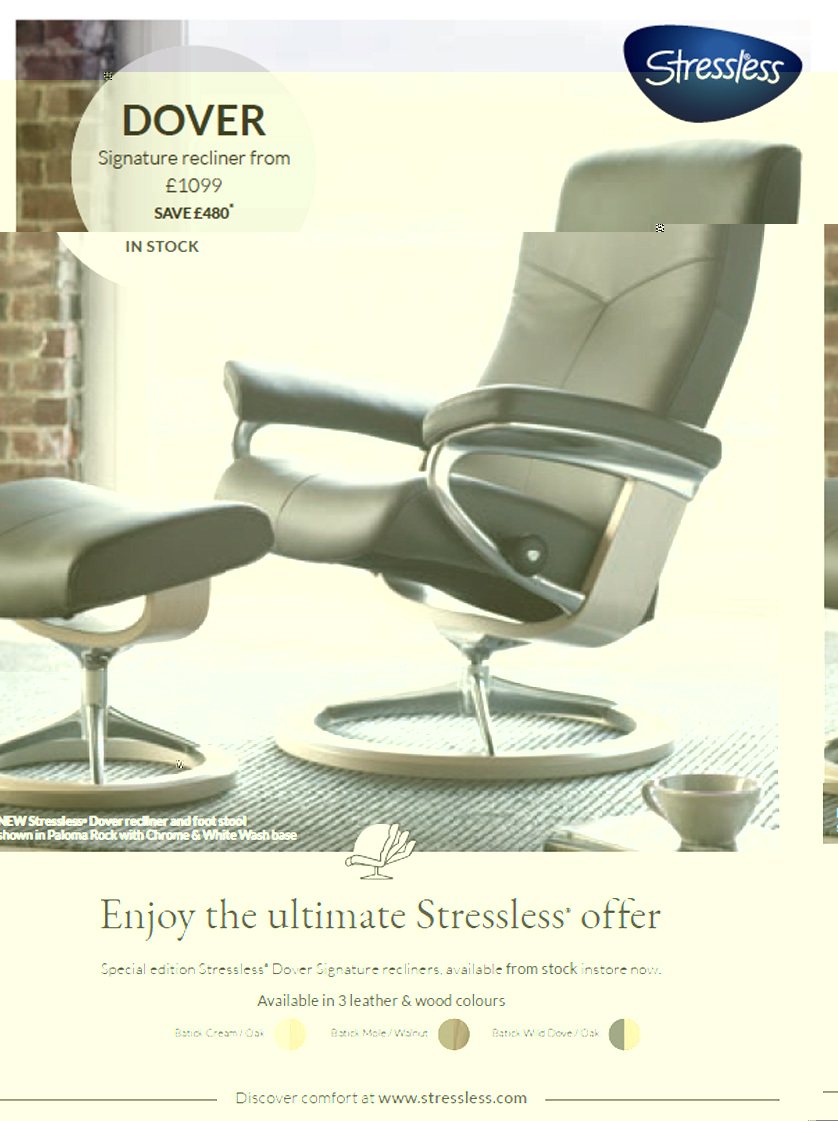 Stressless®
DOVER
Signature recliner from
£1099
SAVE £480*
IN STOCK
NEW Stressless® Dover recliner and foot stool
shown in Paloma Rock with Chrome & White Wash base
Enjoy the ultimate Stressless® offer
Special edition Stressless® Dover Signature recliners, available from stock instore now.
Available in 3 leather & wood colours
Batick Cream / Oak Batick Mole / Walnut Batick Wild Dove / Oak
Discover comfort at www.stressless.com